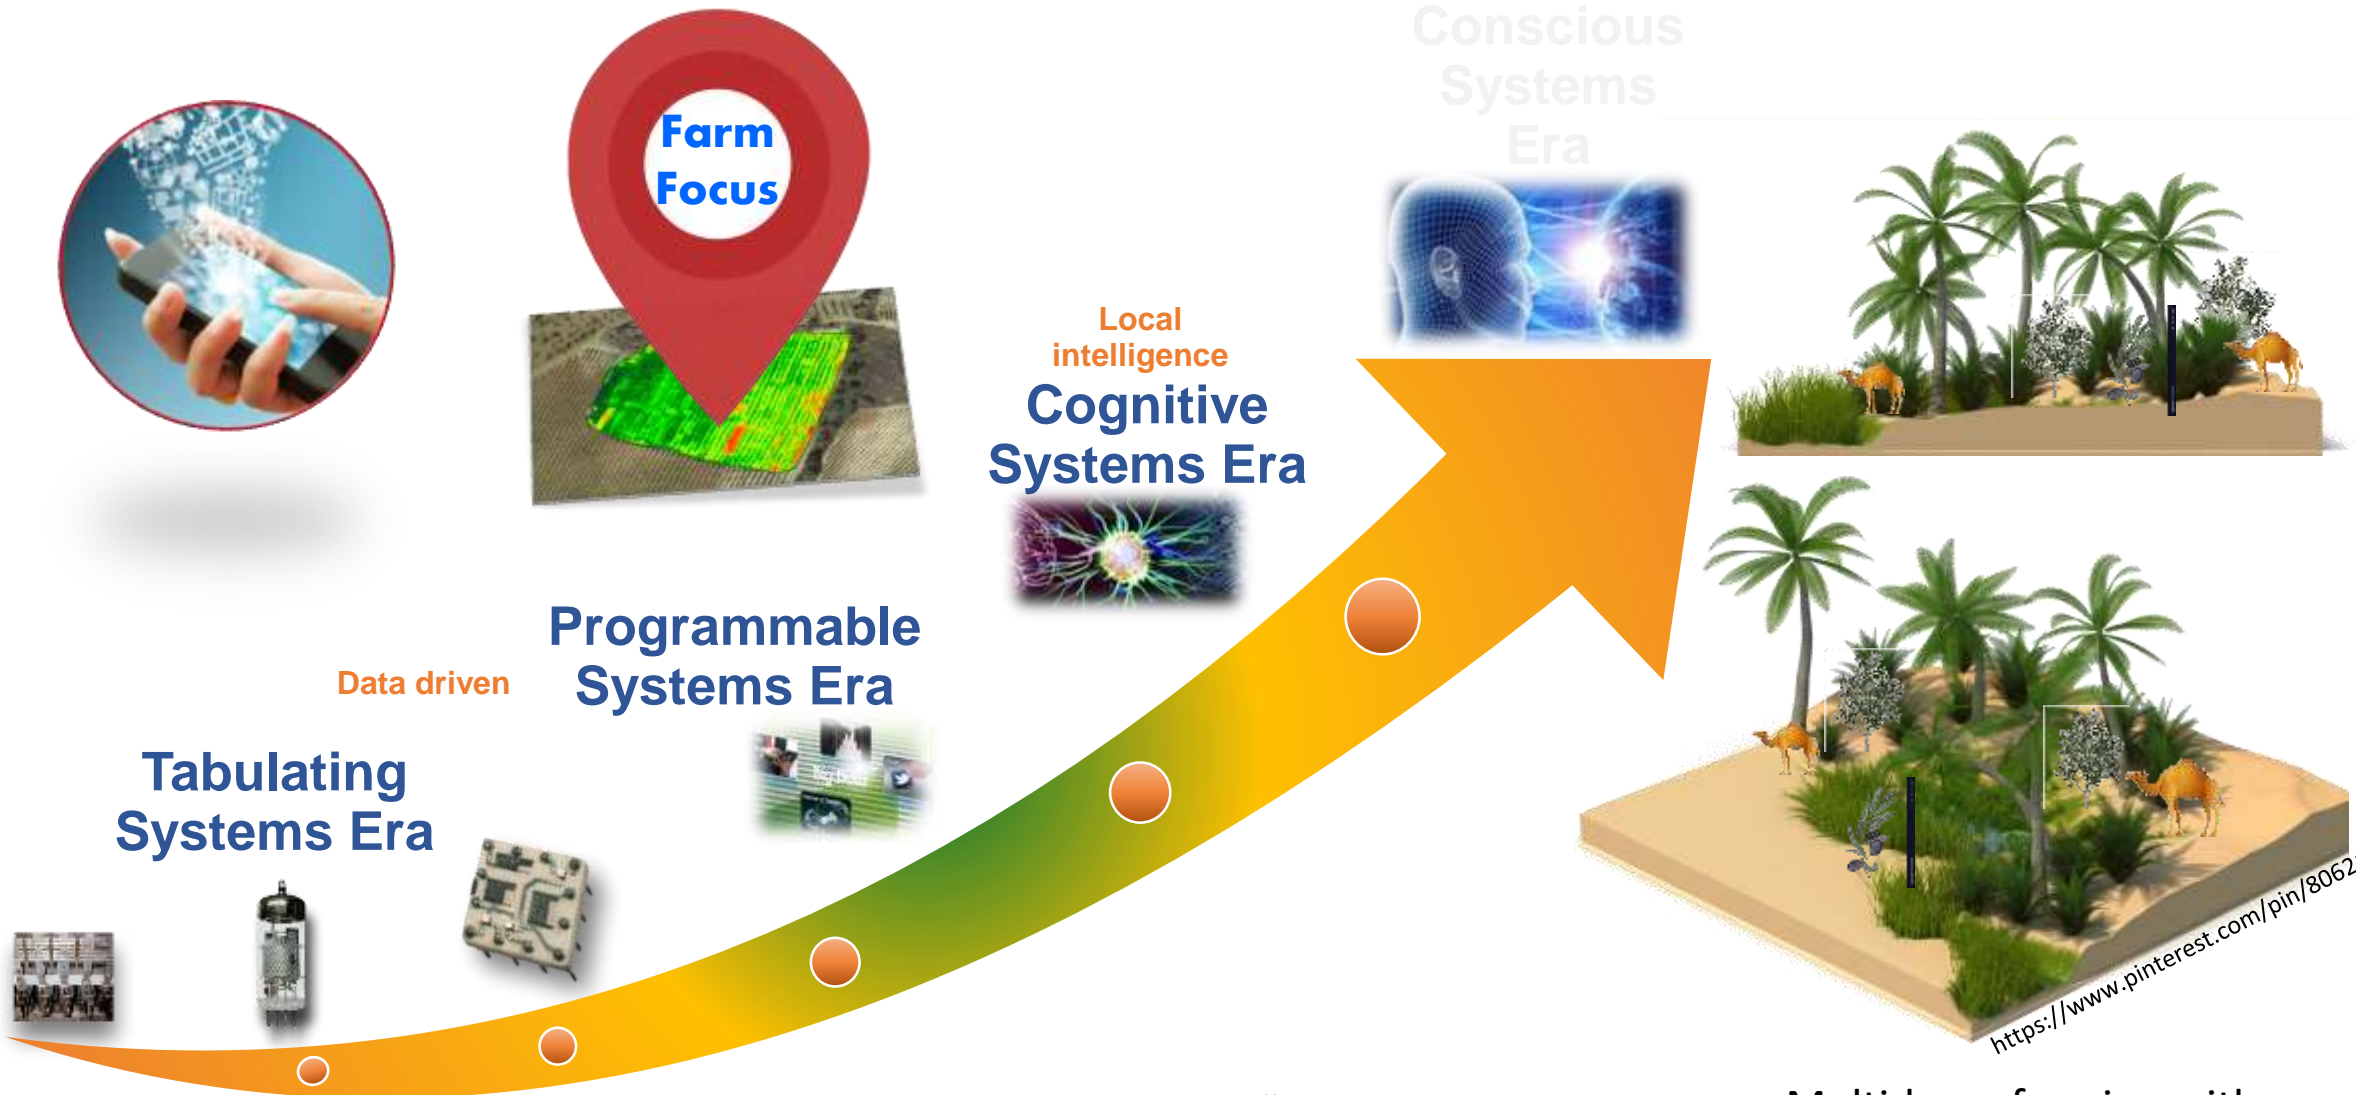 Conscious
Systems
Era
Farm
Focus
Local
intelligence
Cognitive
Systems Era
Programmable
Systems Era
Data driven
Tabulating
Systems Era
https://www.pinterest.com/pin/8062